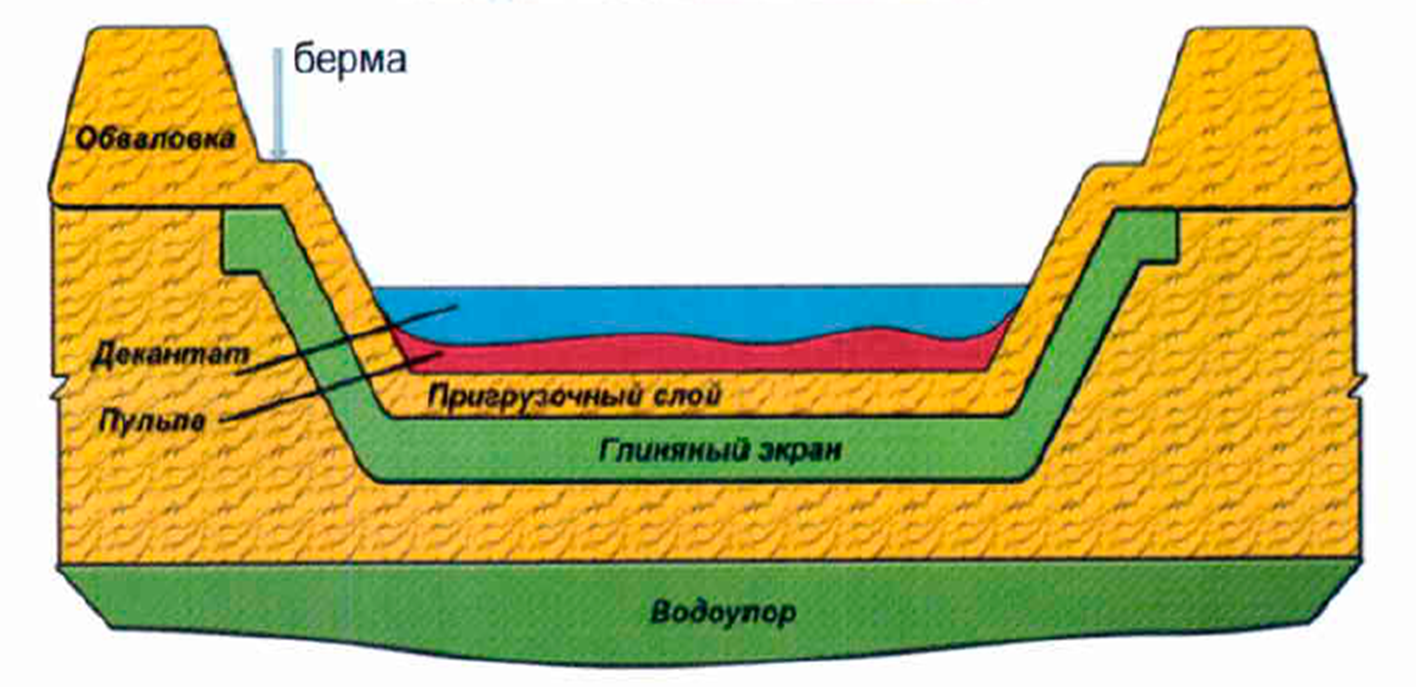 берма
Обваловка
Декантат
Пульпа
Пригрузочный слой
Глиняный экран
Водоупор